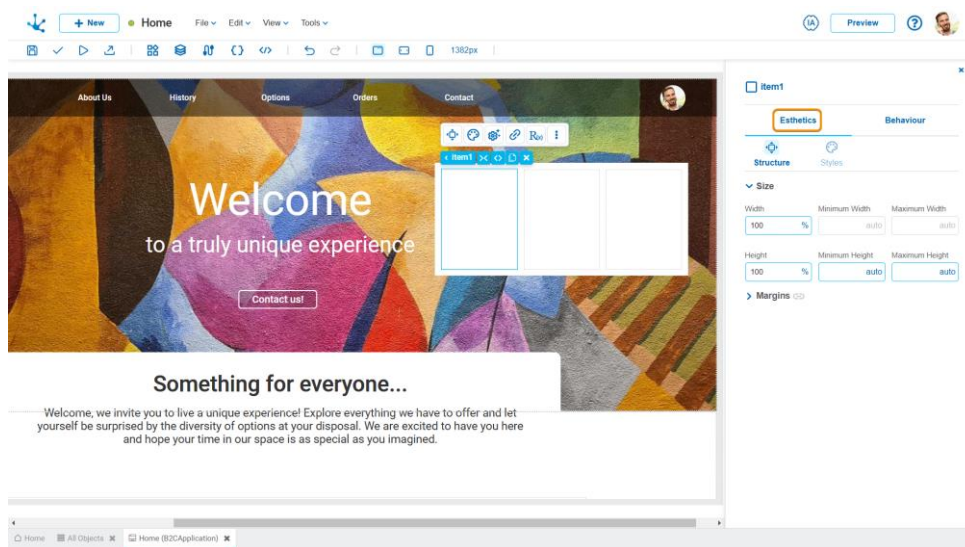 + New
Home
File
Edit
View
Tools
IA
Preview
?
</>
1382px
About Us
History
Options
Orders
Contact
item1
Welcome
to a truly unique experience
Contact us!
Something for everyone...
Welcome, we invite you to live a unique experience! Explore everything we have to offer and let
yourself be surprised by the diversity of options at your disposal. We are excited to have you here
and hope your time in our space is as special as you imagined.
item1
Esthetics
Behaviour
Structure
Styles
Size
Width
Minimum Width
Maximum Width
100 %
auto
auto
Height
Minimum Height
Maximum Height
100 %
auto
auto
Margins
Home
All Objects
Home (B2CApplication)